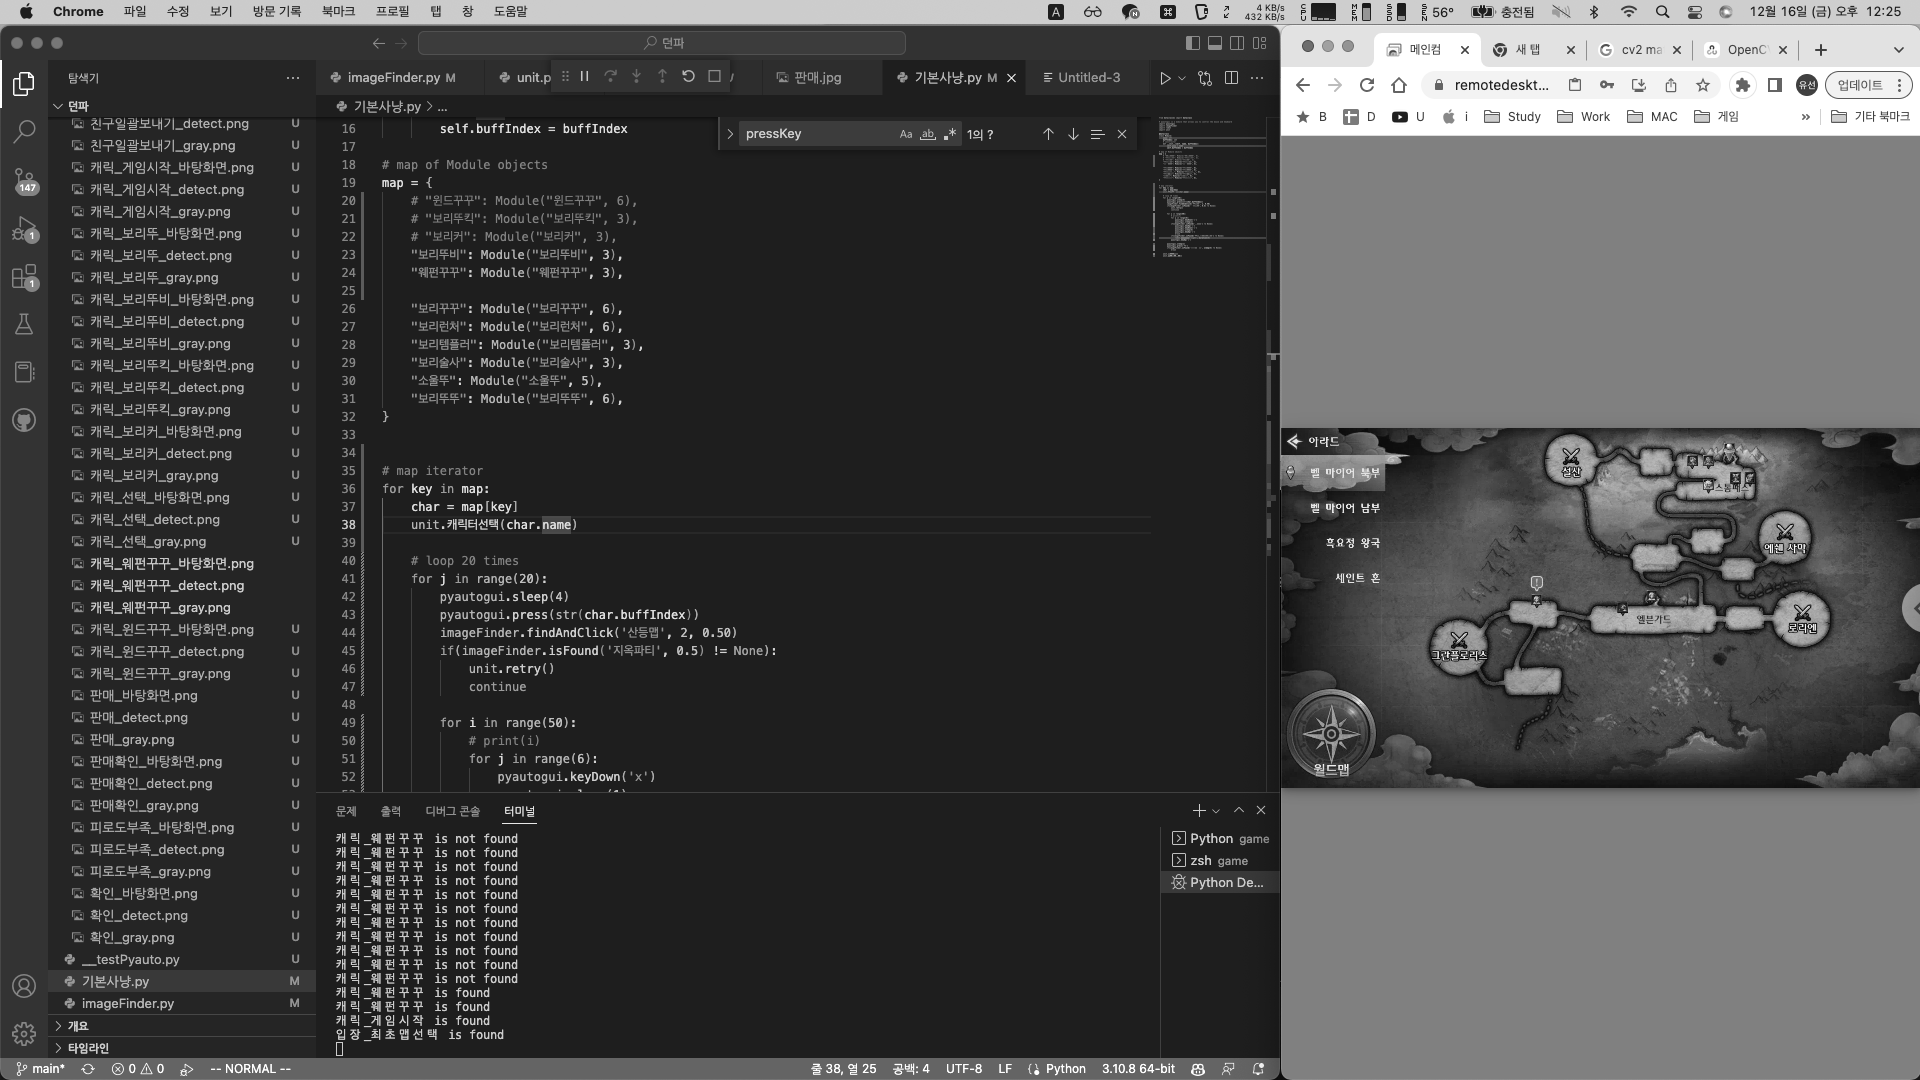 Chrome 파일 수정 보기 방문 기록 북마크 프로필 탭 창 도움말
4 KB/s
432 KB/s
56° 충전됨 12월 16일 (금) 오후 12:25
던파
메인컴 새 탭 cv2 ma OpenC
remotedeskt... 유선 업데이트
B D U i Study Work MAC 게임 » 기타 북마크
탐색기
던파
친구일괄보내기_detect.png U
친구일괄보내기_gray.png U
캐릭_게임시작_바탕화면.png U
캐릭_게임시작_detect.png U
캐릭_게임시작_gray.png U
캐릭_보리뚜_바탕화면.png U
캐릭_보리뚜_detect.png U
캐릭_보리뚜_gray.png U
캐릭_보리뚜비_바탕화면.png U
캐릭_보리뚜비_detect.png U
캐릭_보리뚜비_gray.png U
캐릭_보리뚜킥_바탕화면.png U
캐릭_보리뚜킥_detect.png U
캐릭_보리뚜킥_gray.png U
캐릭_보리커_바탕화면.png U
캐릭_보리커_detect.png U
캐릭_보리커_gray.png U
캐릭_선택_바탕화면.png U
캐릭_선택_detect.png U
캐릭_선택_gray.png U
캐릭_웨펀꾸꾸_바탕화면.png
캐릭_웨펀꾸꾸_detect.png
캐릭_웨펀꾸꾸_gray.png
캐릭_윈드꾸꾸_바탕화면.png U
캐릭_윈드꾸꾸_detect.png U
캐릭_윈드꾸꾸_gray.png U
판매_바탕화면.png U
판매_detect.png U
판매_gray.png U
판매확인_바탕화면.png U
판매확인_detect.png U
판매확인_gray.png U
피로도부족_바탕화면.png U
피로도부족_detect.png U
피로도부족_gray.png U
확인_바탕화면.png U
확인_detect.png U
확인_gray.png U
__testPyauto.py U
기본사냥.py M
imageFinder.py M
개요
타임라인
147
1
1
imageFinder.py M unit.p 판매.jpg 기본사냥.py M Untitled-3
기본사냥.py > ...
pressKey Aa ab 1의 ?
16 self.buffIndex = buffIndex
17
18 # map of Module objects
19 map = {
20 # "윈드꾸꾸": Module("윈드꾸꾸", 6),
21 # "보리뚜킥": Module("보리뚜킥", 3),
22 # "보리커": Module("보리커", 3),
23 "보리뚜비": Module("보리뚜비", 3),
24 "웨펀꾸꾸": Module("웨펀꾸꾸", 3),
25
26 "보리꾸꾸": Module("보리꾸꾸", 6),
27 "보리런처": Module("보리런처", 6),
28 "보리템플러": Module("보리템플러", 3),
29 "보리술사": Module("보리술사", 3),
30 "소울뚜": Module("소울뚜", 5),
31 "보리뚜뚜": Module("보리뚜뚜", 6),
32 }
33
34
35 # map iterator
36 for key in map:
37 char = map[key]
38 unit.캐릭터선택(char.name)
39
40 # loop 20 times
41 for j in range(20):
42 pyautogui.sleep(4)
43 pyautogui.press(str(char.buffIndex))
44 imageFinder.findAndClick('산등맵', 2, 0.50)
45 if(imageFinder.isFound('지옥파티', 0.5) != None):
46 unit.retry()
47 continue
48
49 for i in range(50):
50 # print(i)
51 for j in range(6):
52 pyautogui.keyDown('x')
문제 출력 디버그 콘솔 터미널
캐릭_웨펀꾸꾸 is not found
캐릭_웨펀꾸꾸 is not found
캐릭_웨펀꾸꾸 is not found
캐릭_웨펀꾸꾸 is not found
캐릭_웨펀꾸꾸 is not found
캐릭_웨펀꾸꾸 is not found
캐릭_웨펀꾸꾸 is not found
캐릭_웨펀꾸꾸 is not found
캐릭_웨펀꾸꾸 is not found
캐릭_웨펀꾸꾸 is not found
캐릭_웨펀꾸꾸 is not found
캐릭_웨펀꾸꾸 is found
캐릭_웨펀꾸꾸 is found
캐릭_게임시작 is found
입장_최초맵선택 is found
Python game
zsh game
Python De...
main* 0 0 -- NORMAL -- 줄 38, 열 25 공백: 4 UTF-8 LF Python 3.10.8 64-bit
아라드
벨 마이어 북부
벨 마이어 남부
흑요정 왕국
세인트 혼
설산
스톰패스
에쉔 사막
엘븐가드
로리엔
그란플로리스
월드맵